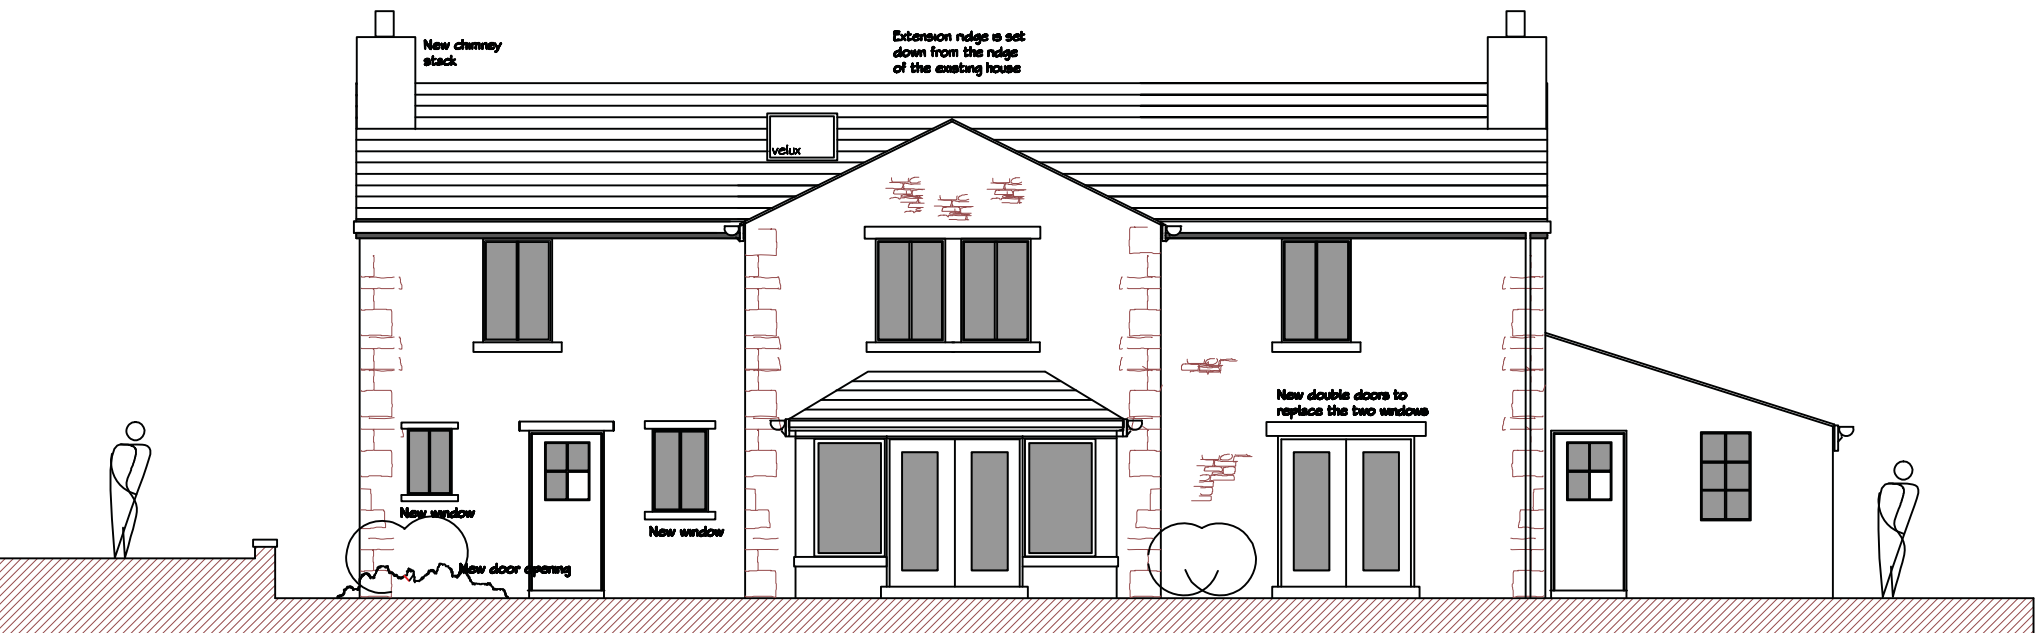 New chimney
stack
Extension ridge is set
down from the ridge
of the existing house
velux
New double doors to
replace the two windows
New window
New window
New door opening